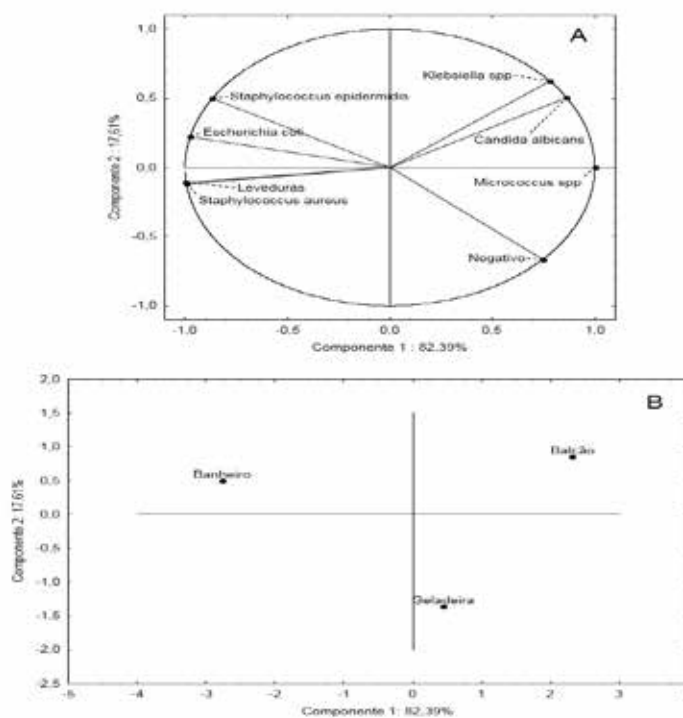 A
1,0
0,5
0,0
-0,5
-1,0
Componente 2 : 17,61%
Klebsiella spp
Staphylococcus epidermidis
Candida albicans
Escherichia coli
Micrococcus spp
Leveduras
Staphylococcus aureus
Negativo
-1,0 -0,5 0,0 0,5 1,0
Componente 1 : 82,39%
B
2,0
1,5
1,0
0,5
0,0
-0,5
-1,0
-1,5
-2,0
-2,5
Componente 2: 17,61%
Balcão
Banheiro
Geladeira
-5 -4 -3 -2 -1 0 1 2 3
Componente 1: 82,39%